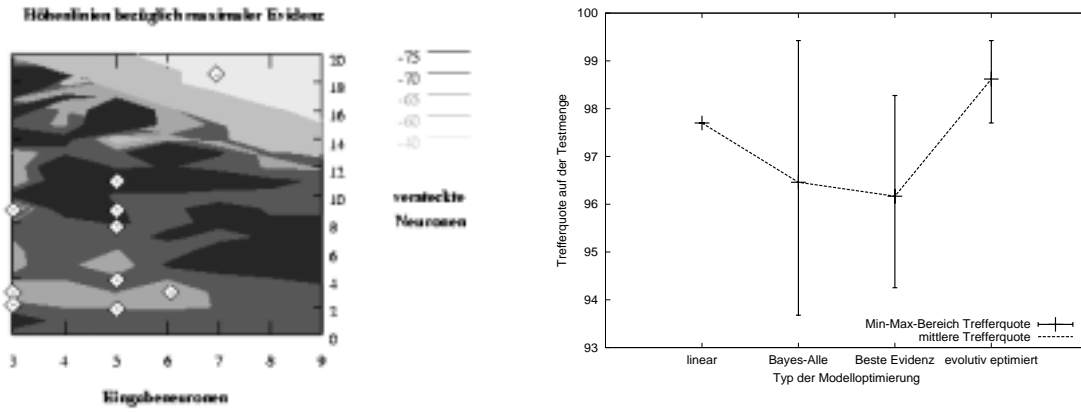 Höhenlinien bezüglich maximaler Evidenz
-75
-70
-65
-60
-40
20
18
16
14
12
10
8
6
4
2
0
versteckte
Neuronen
3 4 5 6 7 9
Eingabeneuronen
100
99
98
97
96
95
94
93
Trefferquote auf der Testmenge
Min-Max-Bereich Trefferquote
mittlere Trefferquote
linear Bayes-Alle Beste Evidenz evolutiv eptimiert
Typ der Modelloptimierung